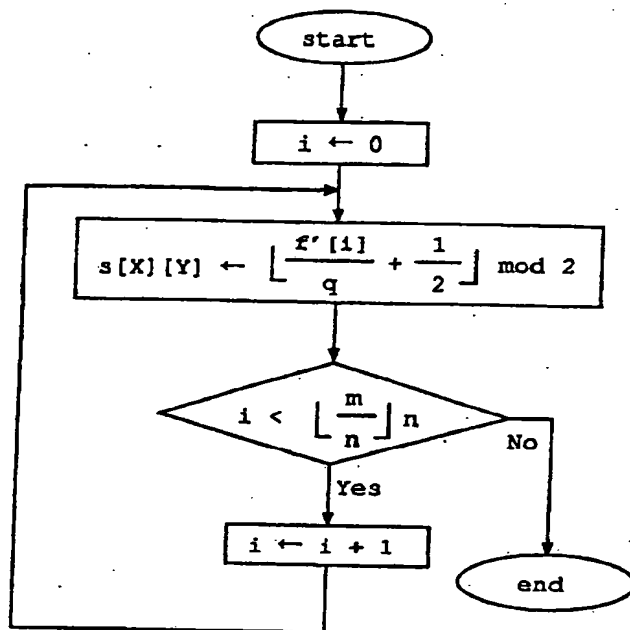 start
i ← 0
s[X][Y] ← ⌊ f'[i] / q + 1 / 2 ⌋ mod 2
i < ⌊ m / n ⌋ n
No
Yes
i ← i + 1
end